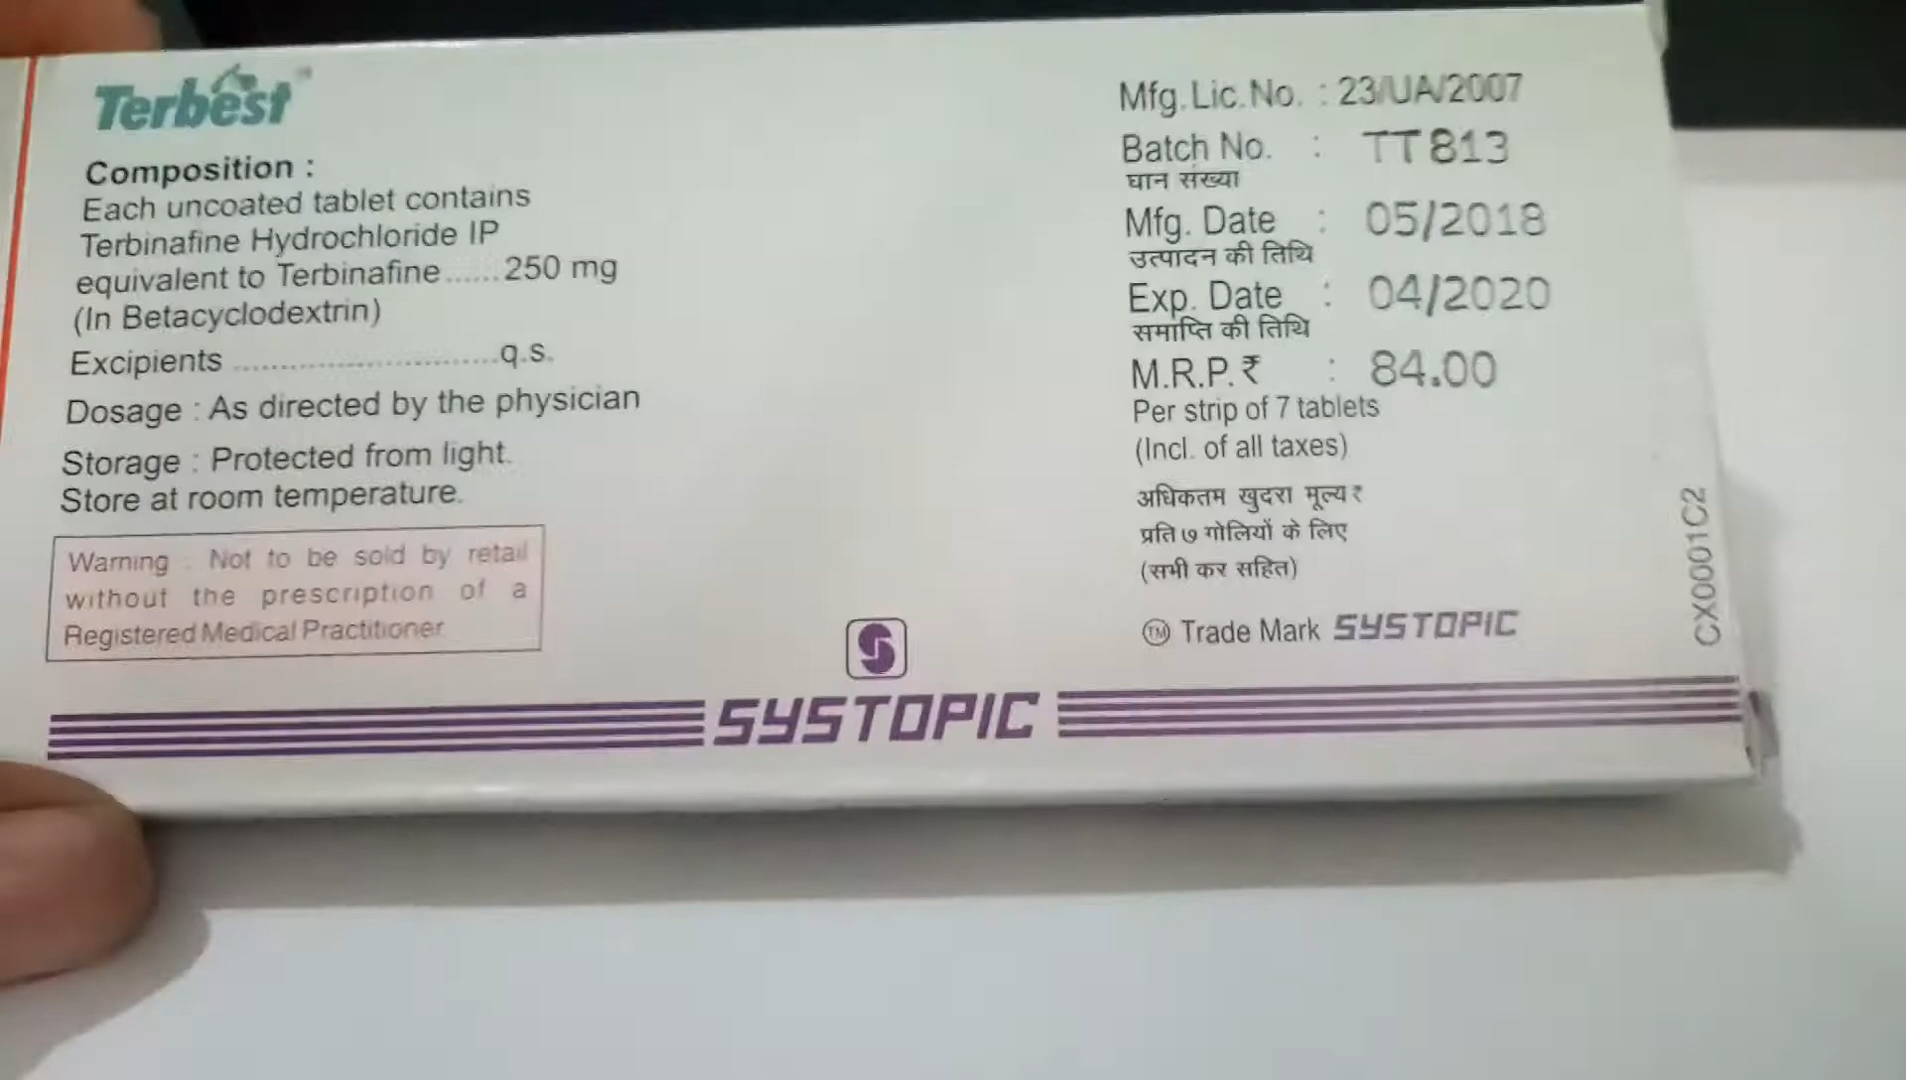 Terbest™
Composition :
Each uncoated tablet contains
Terbinafine Hydrochloride IP
equivalent to Terbinafine ...... 250 mg
(In Betacyclodextrin)
Excipients .............................. q.s.
Dosage : As directed by the physician
Storage : Protected from light.
Store at room temperature.
Warning : Not to be sold by retail
without the prescription of a
Registered Medical Practitioner
Mfg. Lic. No. : 23/UA/2007
Batch No. : TT813
घान संख्या
Mfg. Date : 05/2018
उत्पादन की तिथि
Exp. Date : 04/2020
समाप्ति की तिथि
M.R.P. ₹ : 84.00
Per strip of 7 tablets
(Incl. of all taxes)
अधिकतम खुदरा मूल्य ₹
प्रति ७ गोलियों के लिए
(सभी कर सहित)
TM Trade Mark SYSTOPIC
CX0001C2
S
SYSTOPIC